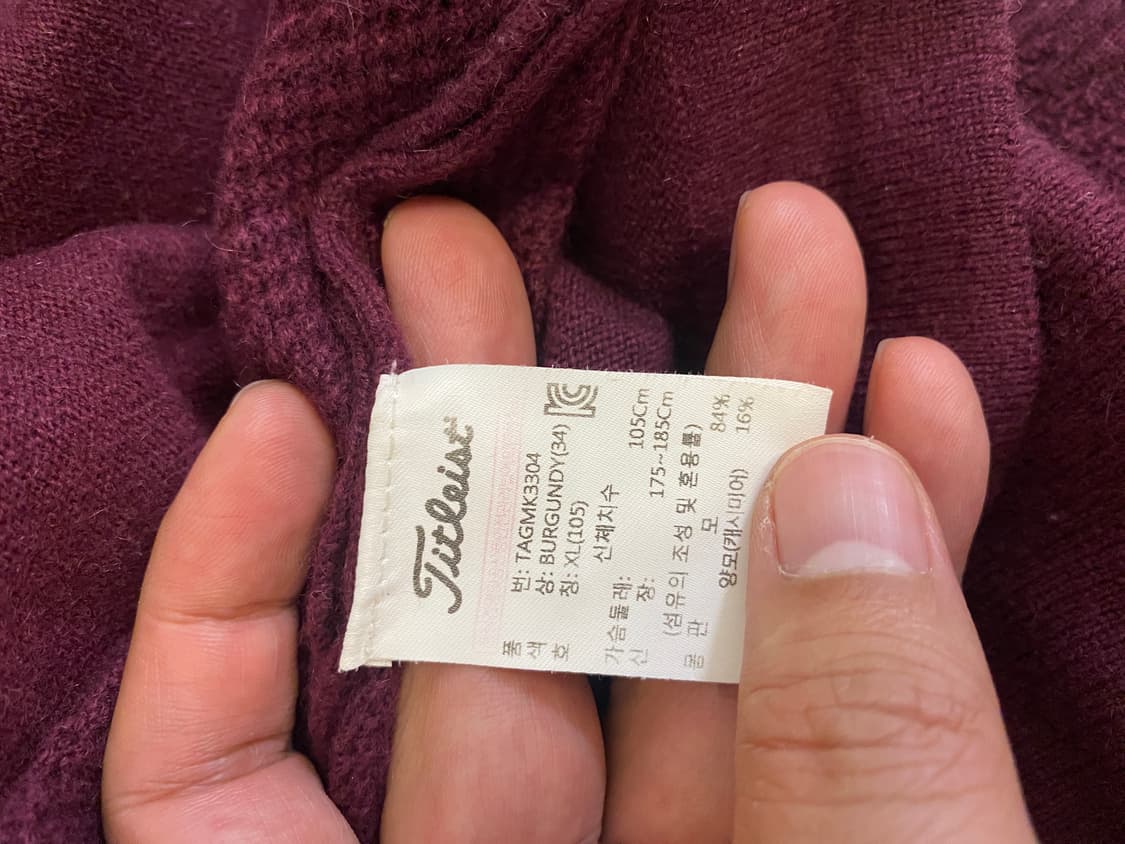 Titleist
품 번: TAGMK3304
색 상: BURGUNDY(34)
호 칭: XL(105)
신체치수
가슴둘레: 105Cm
신 장: 175~185Cm
(섬유의 조성 및 혼용률)
몸 판 모 84%
양모(캐시미어) 16%